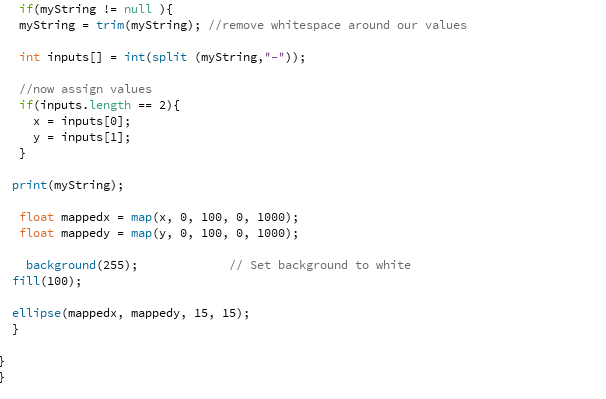 if(myString != null ){
myString = trim(myString); //remove whitespace around our values
int inputs[] = int(split (myString,"-"));
//now assign values
if(inputs.length == 2){
x = inputs[0];
y = inputs[1];
}
print(myString);
float mappedx = map(x, 0, 100, 0, 1000);
float mappedy = map(y, 0, 100, 0, 1000);
background(255); // Set background to white
fill(100);
ellipse(mappedx, mappedy, 15, 15);
}
}
}